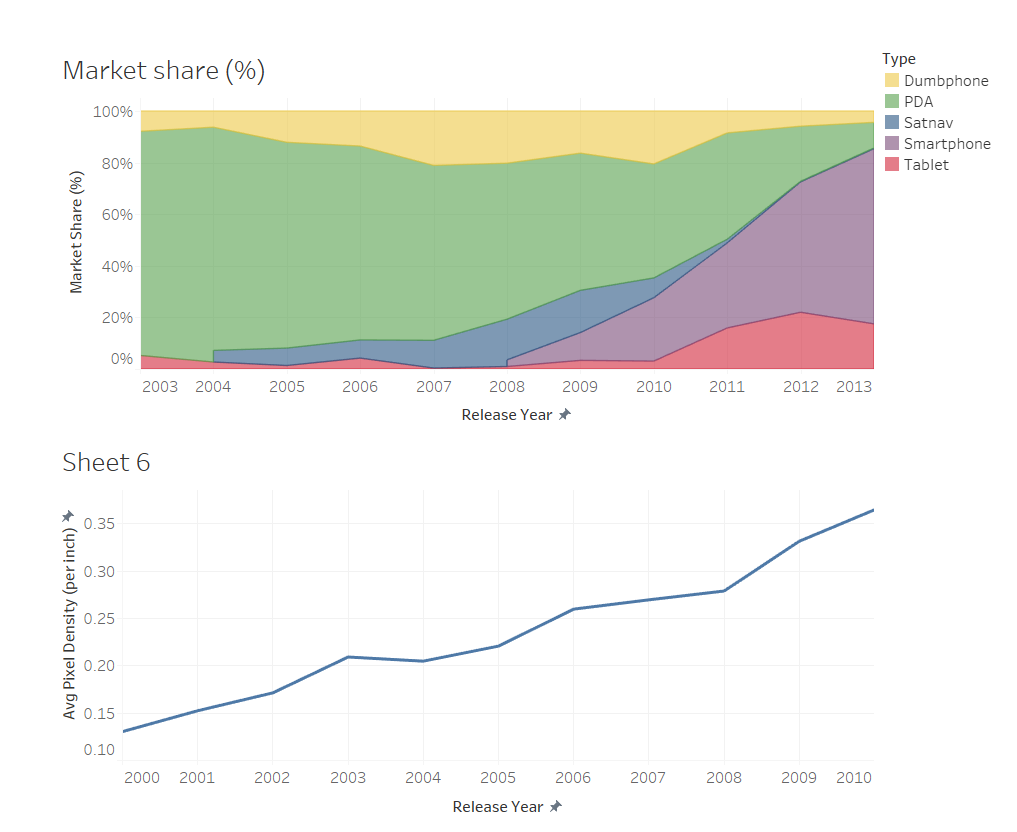 Market share (%)
Type
Dumbphone
PDA
Satnav
Smartphone
Tablet
100%
80%
60%
40%
20%
0%
Market Share (%)
2003 2004 2005 2006 2007 2008 2009 2010 2011 2012 2013
Release Year
Sheet 6
0.35
0.30
0.25
0.20
0.15
0.10
Avg Pixel Density (per inch)
2000 2001 2002 2003 2004 2005 2006 2007 2008 2009 2010
Release Year